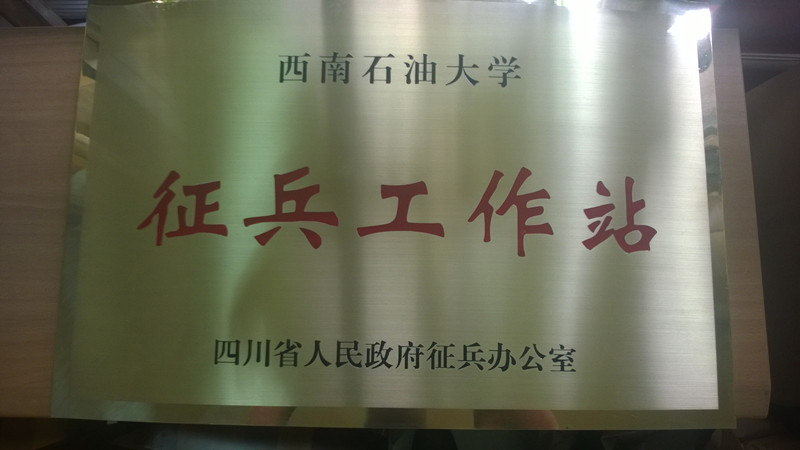 西南石油大学
征兵工作站
四川省人民政府征兵办公室